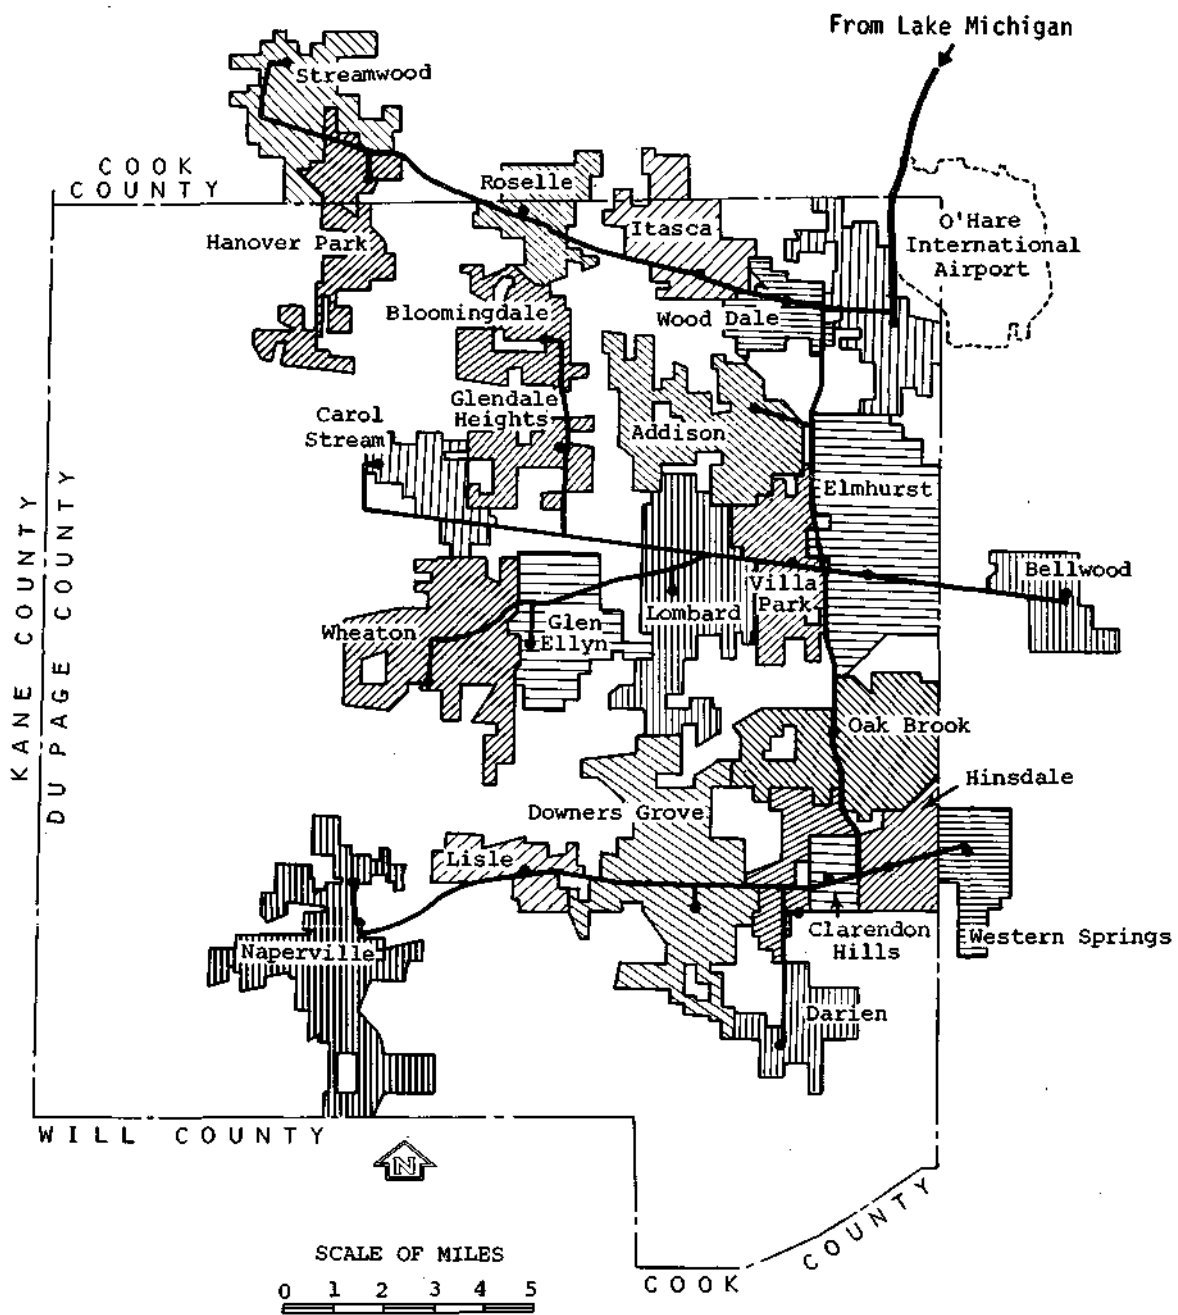 From Lake Michigan
Streamwood
COOK
COUNTY
Roselle
Hanover Park
Itasca
O'Hare
International
Airport
Bloomingdale
Wood Dale
Glendale
Heights
Carol
Stream
Addison
Elmhurst
KANE COUNTY
DU PAGE COUNTY
Bellwood
Villa
Park
Lombard
Wheaton
Glen
Ellyn
Oak Brook
Hinsdale
Downers Grove
Lisle
Clarendon
Hills
Western Springs
Naperville
Darien
WILL COUNTY
N
COOK COUNTY
SCALE OF MILES
0 1 2 3 4 5